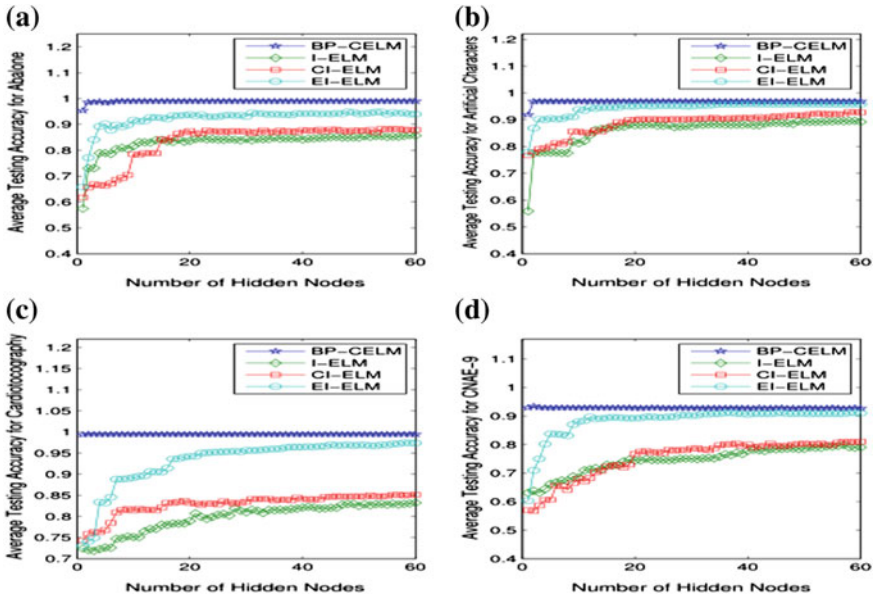 (a)
Average Testing Accuracy for Abalone
1.2
1.1
1
0.9
0.8
0.7
0.6
0.5
0.4
0
20
40
60
Number of Hidden Nodes
BP-CELM
I-ELM
CI-ELM
EI-ELM
(b)
Average Testing Accuracy for Artificial Characters
1.2
1.1
1
0.9
0.8
0.7
0.6
0.5
0.4
0
20
40
60
Number of Hidden Nodes
BP-CELM
I-ELM
CI-ELM
EI-ELM
(c)
Average Testing Accuracy for Cardiotocography
1.2
1.15
1.1
1.05
1
0.95
0.9
0.85
0.8
0.75
0.7
0
20
40
60
Number of Hidden Nodes
BP-CELM
I-ELM
CI-ELM
EI-ELM
(d)
Average Testing Accuracy for CNAE-9
1.1
1
0.9
0.8
0.7
0.6
0.5
0.4
0
20
40
60
Number of Hidden Nodes
BP-CELM
I-ELM
CI-ELM
EI-ELM